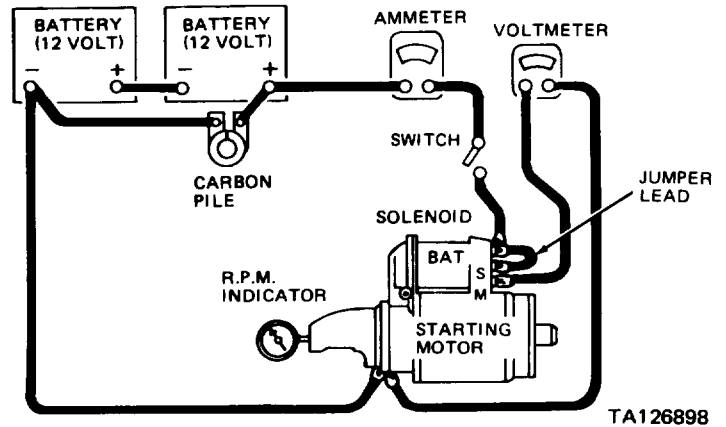 BATTERY
(12 VOLT)
BATTERY
(12 VOLT)
AMMETER
VOLTMETER
−
+
−
+
SWITCH
CARBON
PILE
JUMPER
LEAD
SOLENOID
BAT
S
M
R.P.M.
INDICATOR
STARTING
MOTOR
TA126898